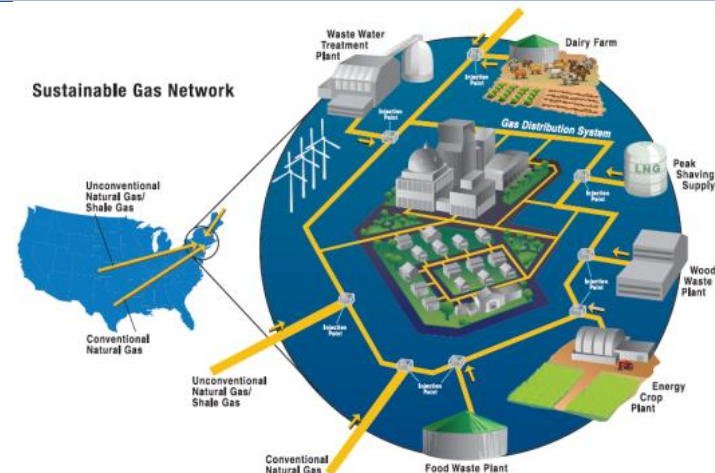 Sustainable Gas Network
Unconventional
Natural Gas/
Shale Gas
Conventional
Natural Gas
Waste Water
Treatment
Plant
Injection
Point
Injection
Point
Dairy Farm
Gas Distribution System
LNG
Peak
Shaving
Supply
Injection
Point
Wood
Waste
Plant
Injection
Point
Injection
Point
Energy
Crop
Plant
Injection
Point
Unconventional
Natural Gas/
Shale Gas
Injection
Point
Conventional
Natural Gas
Food Waste Plant